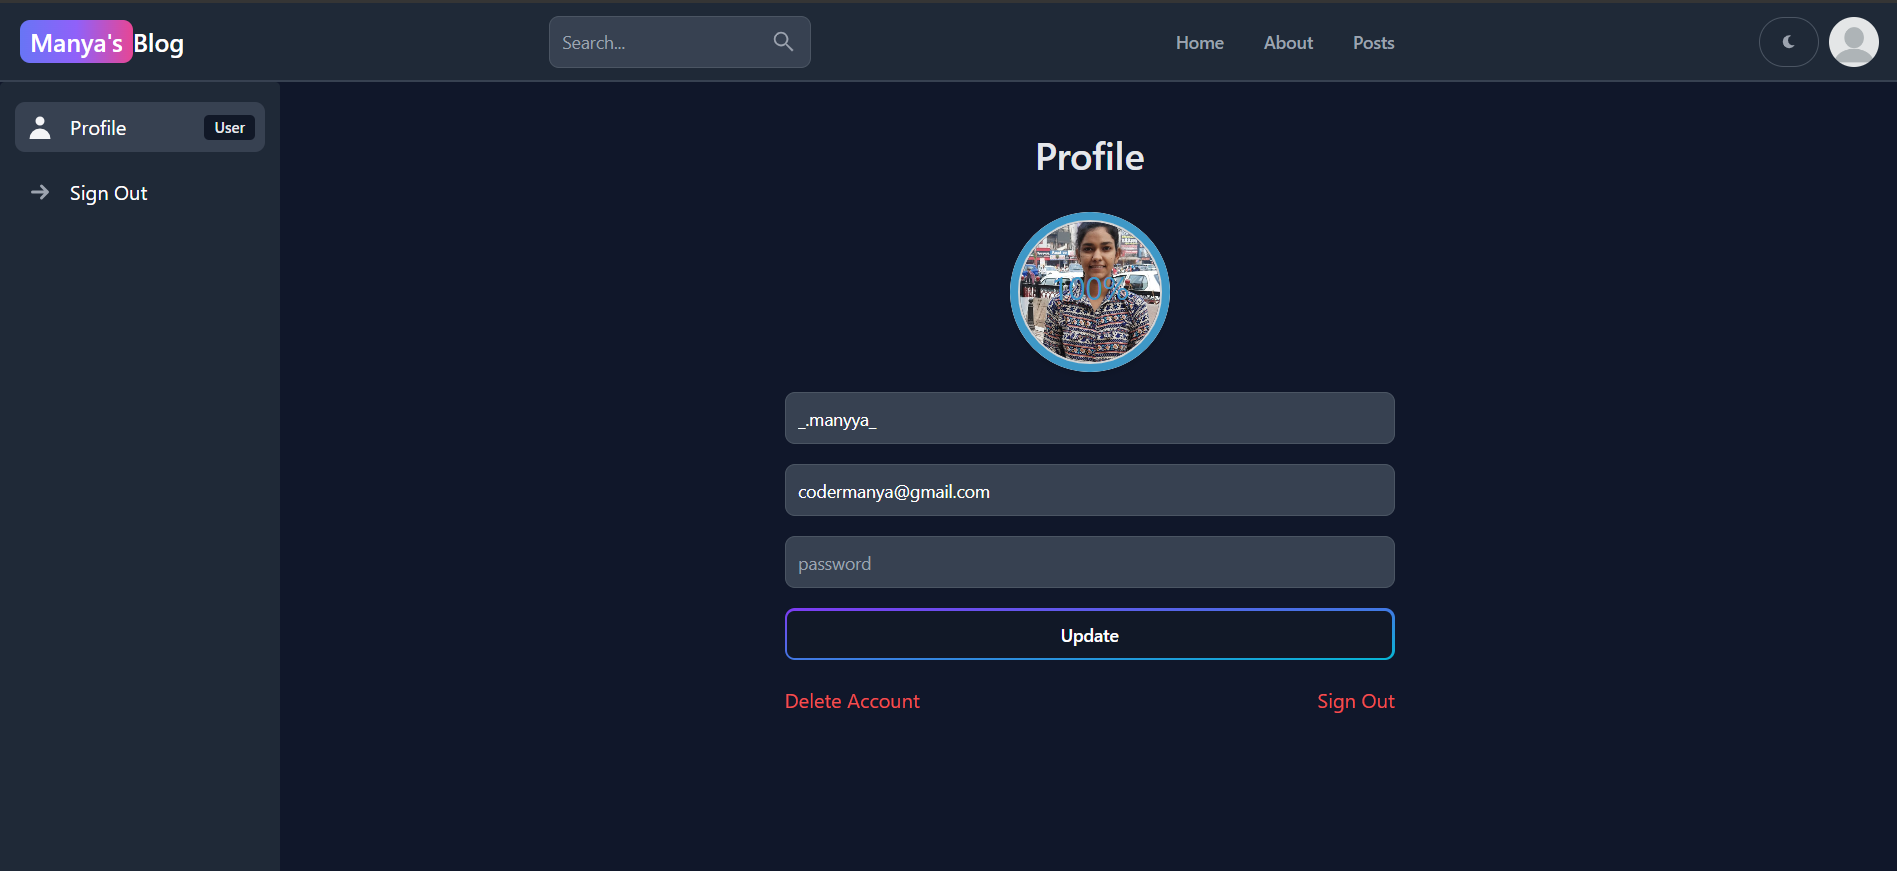 Manya's Blog
Search...
Home
About
Posts
Profile
User
Sign Out
Profile
100%
_.manyya_
codermanya@gmail.com
password
Update
Delete Account
Sign Out